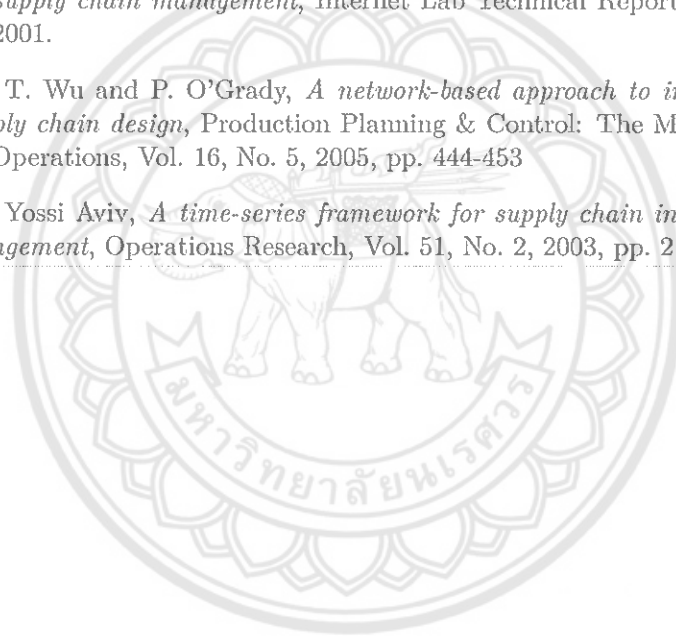 supply chain management, Internet Lab Technical Report
2001.
T. Wu and P. O'Grady, A network-based approach to in
ply chain design, Production Planning & Control: The M
Operations, Vol. 16, No. 5, 2005, pp. 444-453
Yossi Aviv, A time-series framework for supply chain in
gement, Operations Research, Vol. 51, No. 2, 2003, pp. 2
มหาวิทยาลัยนเรศวร